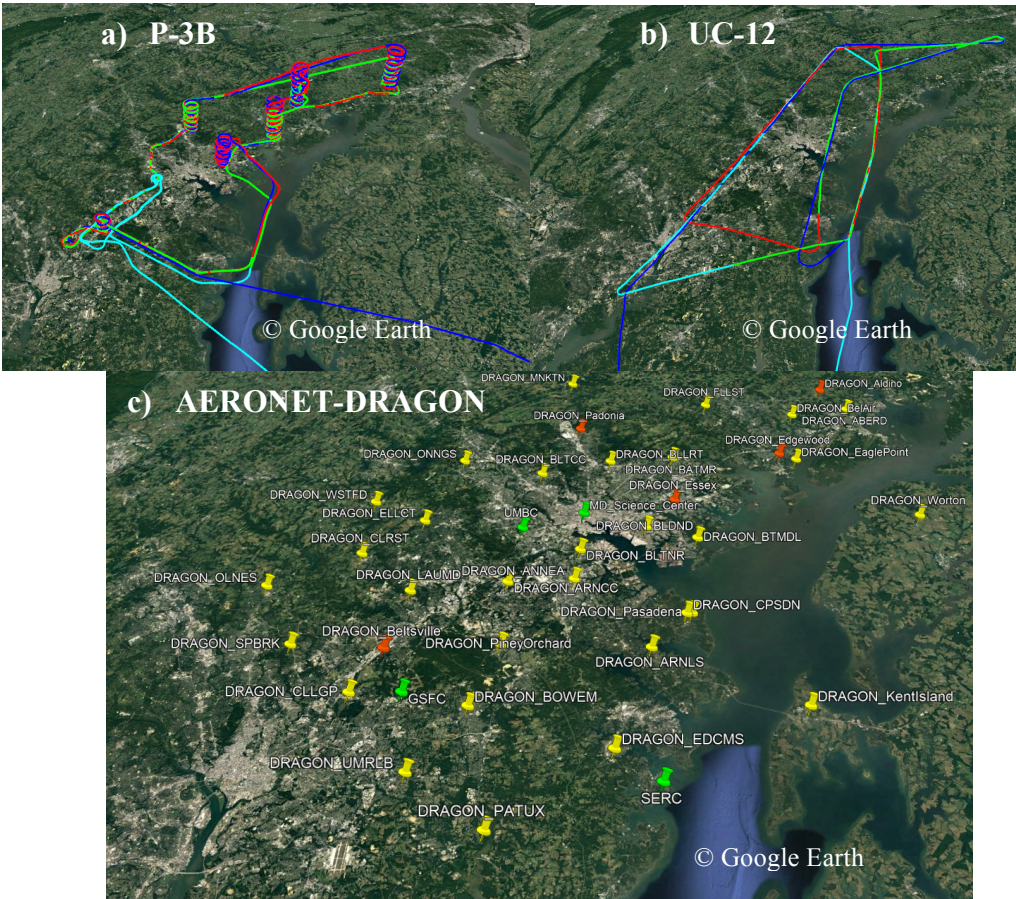 a) P-3B
b) UC-12
© Google Earth
© Google Earth
c) AERONET-DRAGON
DRAGON_MNKTN
DRAGON_Aldino
DRAGON_FLLST
DRAGON_BelAir
DRAGON_ABERD
DRAGON_Padonia
DRAGON_Edgewood
DRAGON_EaglePoint
DRAGON_ONNGS
DRAGON_BLTCC
DRAGON_BLLRT
DRAGON_BATMR
DRAGON_Essex
DRAGON_WSTFD
DRAGON_Worton
DRAGON_ELLCT
UMBC
MD_Science_Center
DRAGON_BLDND
DRAGON_BTMDL
DRAGON_CLRST
DRAGON_BLTNR
DRAGON_OLNES
DRAGON_LAUMD
DRAGON_ANNEA
DRAGON_ARNCC
DRAGON_Pasadena
DRAGON_CPSDN
DRAGON_Beltsville
DRAGON_SPBRK
DRAGON_PineyOrchard
DRAGON_ARNLS
DRAGON_CLLGP
GSFC
DRAGON_BOWEM
DRAGON_KentIsland
DRAGON_EDCMS
DRAGON_UMRLB
SERC
DRAGON_PATUX
© Google Earth